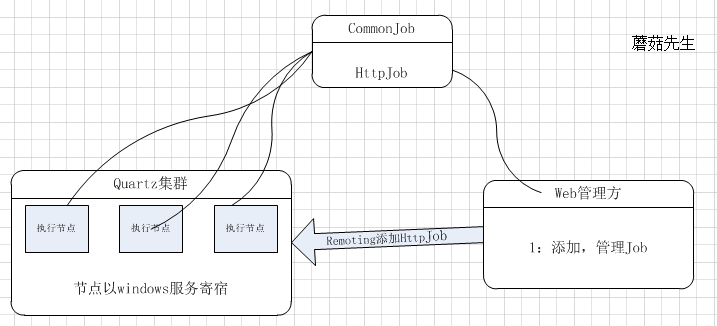 CommonJob
蘑菇先生
HttpJob
Quartz集群
执行节点
执行节点
执行节点
节点以windows服务寄宿
Remoting添加HttpJob
Web管理方
1：添加，管理Job